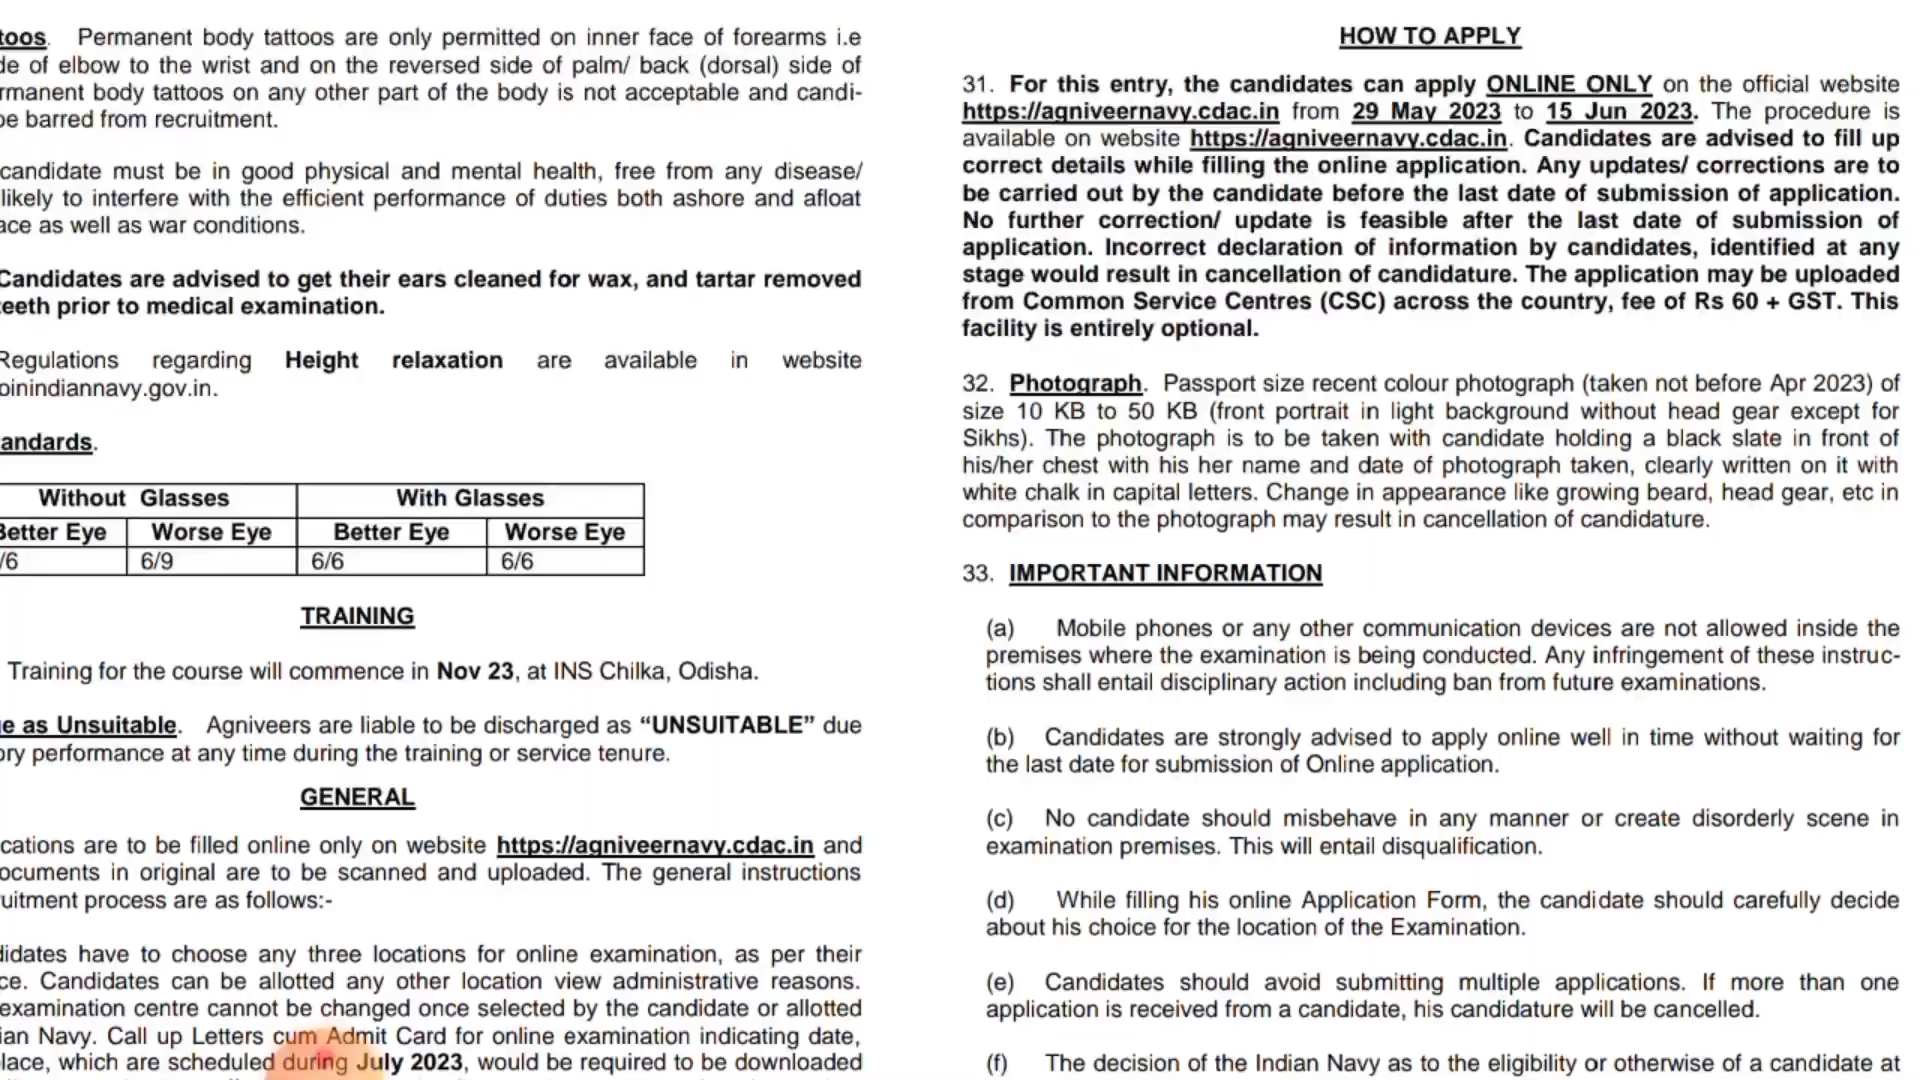 toos. Permanent body tattoos are only permitted on inner face of forearms i.e
de of elbow to the wrist and on the reversed side of palm/ back (dorsal) side of
rmanent body tattoos on any other part of the body is not acceptable and candi-
be barred from recruitment.
candidate must be in good physical and mental health, free from any disease/
likely to interfere with the efficient performance of duties both ashore and afloat
ace as well as war conditions.
Candidates are advised to get their ears cleaned for wax, and tartar removed
eeth prior to medical examination.
Regulations regarding Height relaxation are available in website
oinindiannavy.gov.in.
andards.
Without Glasses With Glasses
Better Eye Worse Eye Better Eye Worse Eye
/6 6/9 6/6 6/6
TRAINING
Training for the course will commence in Nov 23, at INS Chilka, Odisha.
e as Unsuitable. Agniveers are liable to be discharged as “UNSUITABLE” due
ory performance at any time during the training or service tenure.
GENERAL
cations are to be filled online only on website https://agniveernavy.cdac.in and
ocuments in original are to be scanned and uploaded. The general instructions
uitment process are as follows:-
didates have to choose any three locations for online examination, as per their
ce. Candidates can be allotted any other location view administrative reasons.
examination centre cannot be changed once selected by the candidate or allotted
ian Navy. Call up Letters cum Admit Card for online examination indicating date,
lace, which are scheduled during July 2023, would be required to be downloaded
HOW TO APPLY
31. For this entry, the candidates can apply ONLINE ONLY on the official website
https://agniveernavy.cdac.in from 29 May 2023 to 15 Jun 2023. The procedure is
available on website https://agniveernavy.cdac.in. Candidates are advised to fill up
correct details while filling the online application. Any updates/ corrections are to
be carried out by the candidate before the last date of submission of application.
No further correction/ update is feasible after the last date of submission of
application. Incorrect declaration of information by candidates, identified at any
stage would result in cancellation of candidature. The application may be uploaded
from Common Service Centres (CSC) across the country, fee of Rs 60 + GST. This
facility is entirely optional.
32. Photograph. Passport size recent colour photograph (taken not before Apr 2023) of
size 10 KB to 50 KB (front portrait in light background without head gear except for
Sikhs). The photograph is to be taken with candidate holding a black slate in front of
his/her chest with his her name and date of photograph taken, clearly written on it with
white chalk in capital letters. Change in appearance like growing beard, head gear, etc in
comparison to the photograph may result in cancellation of candidature.
33. IMPORTANT INFORMATION
(a) Mobile phones or any other communication devices are not allowed inside the
premises where the examination is being conducted. Any infringement of these instruc-
tions shall entail disciplinary action including ban from future examinations.
(b) Candidates are strongly advised to apply online well in time without waiting for
the last date for submission of Online application.
(c) No candidate should misbehave in any manner or create disorderly scene in
examination premises. This will entail disqualification.
(d) While filling his online Application Form, the candidate should carefully decide
about his choice for the location of the Examination.
(e) Candidates should avoid submitting multiple applications. If more than one
application is received from a candidate, his candidature will be cancelled.
(f) The decision of the Indian Navy as to the eligibility or otherwise of a candidate at